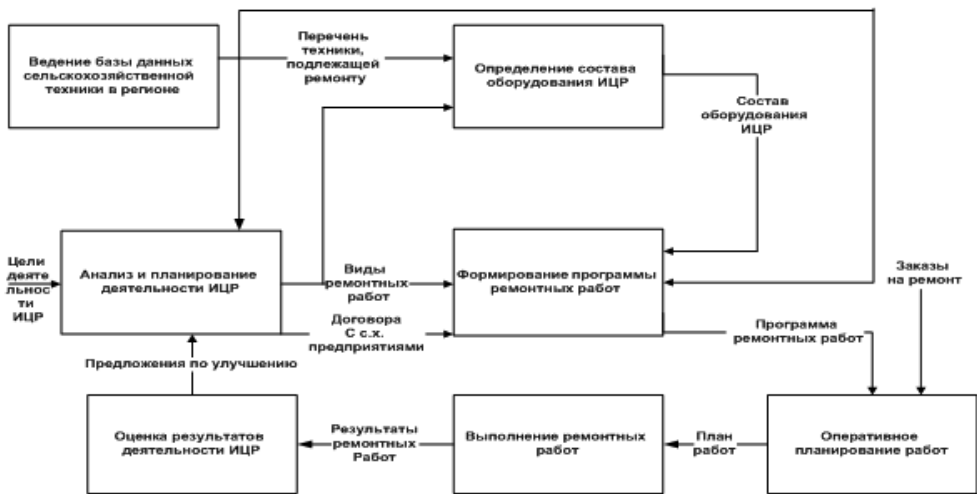 Ведение базы данных
сельскохозяйственной
техники в регионе
Перечень
техники,
подлежащей
ремонту
Определение состава
оборудования ИЦР
Состав
оборудования
ИЦР
Цели
деяте
льнос
ти
ИЦР
Анализ и планирование
деятельности ИЦР
Виды
ремонтных
работ
Договора
С с.х.
предприятиями
Формирование программы
ремонтных работ
Заказы
на ремонт
Программа
ремонтных работ
Предложения по улучшению
Оценка результатов
деятельности ИЦР
Результаты
ремонтных
Работ
Выполнение ремонтных
работ
План
работ
Оперативное
планирование работ